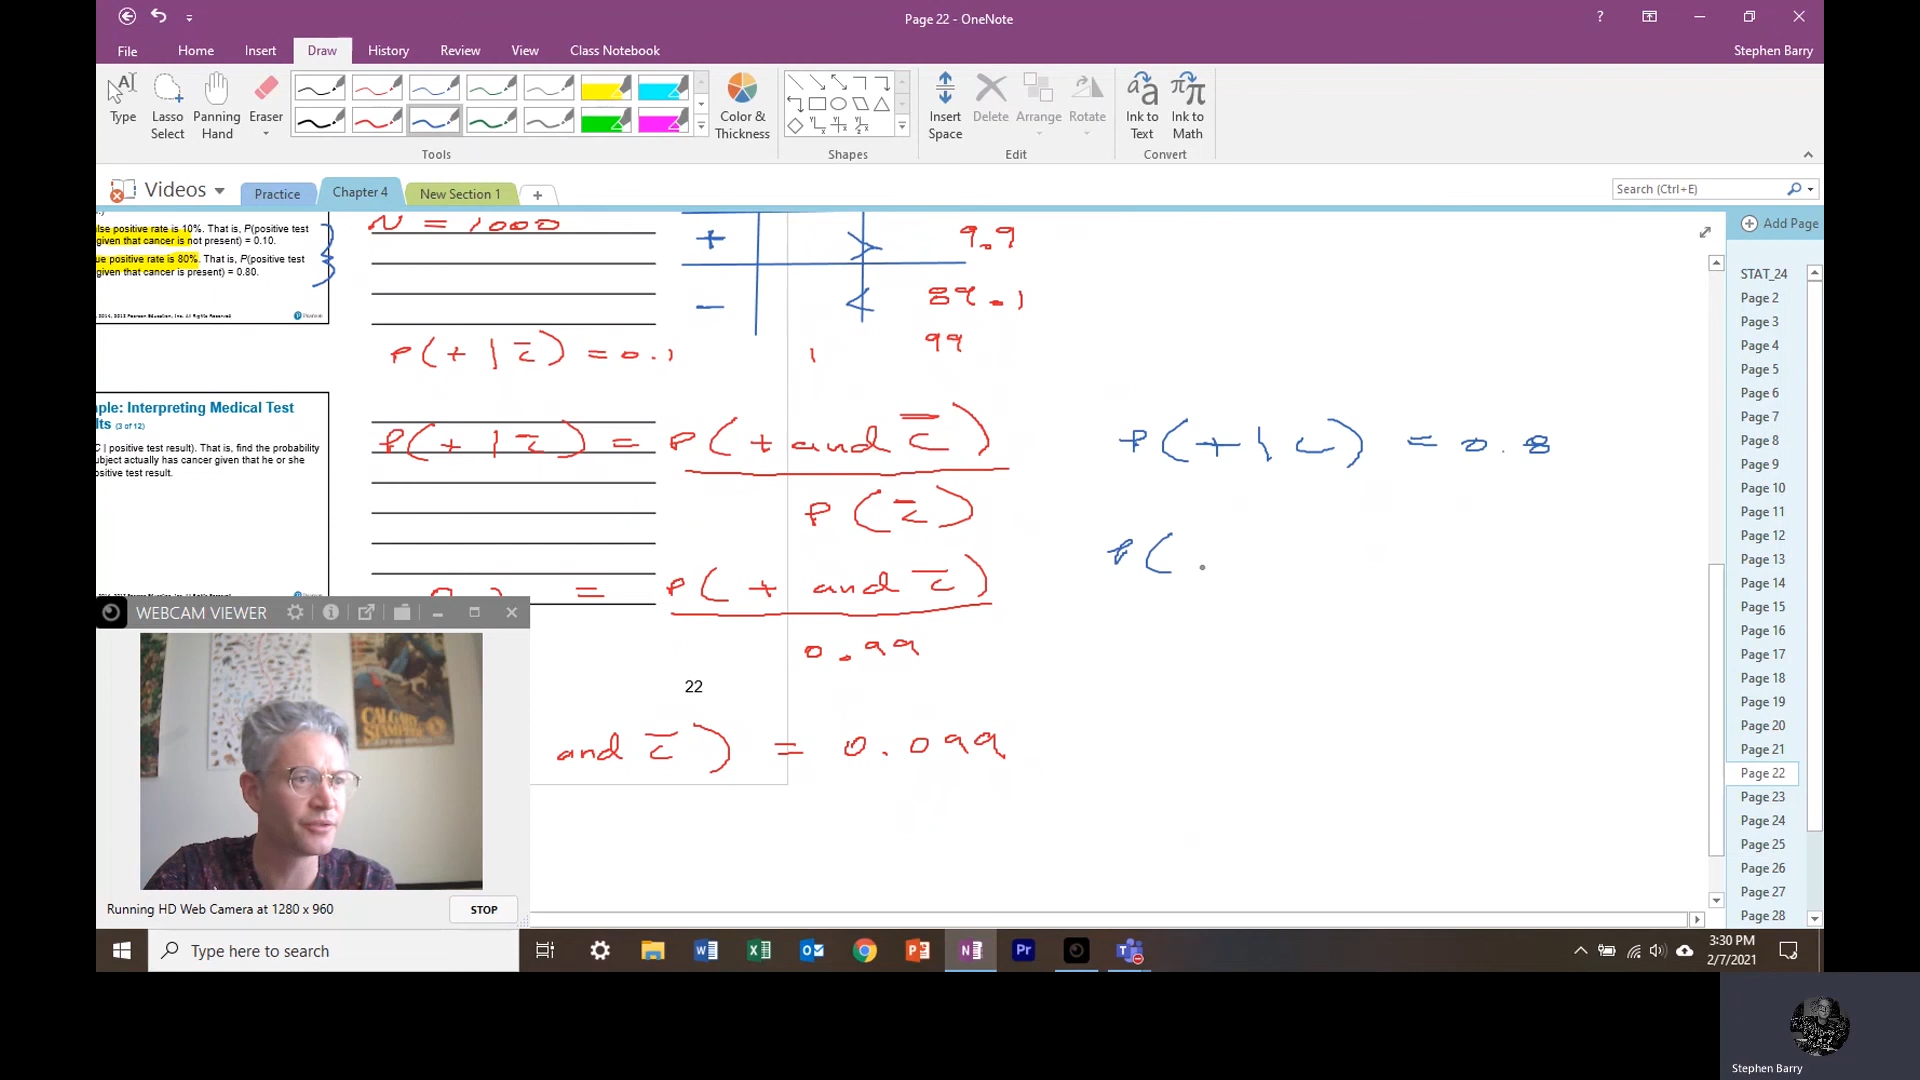 Page 22 - OneNote
File Home Insert Draw History Review View Class Notebook
Stephen Barry
Type
Lasso Select
Panning Hand
Eraser
Color & Thickness
Insert Space
Delete
Arrange
Rotate
Ink to Text
Ink to Math
Tools
Shapes
Edit
Convert
Videos
Practice
Chapter 4
New Section 1
Search (Ctrl+E)
Add Page
lse positive rate is 10%. That is, P(positive test
given that cancer is not present) = 0.10.
ue positive rate is 80%. That is, P(positive test
given that cancer is present) = 0.80.
Pearson
N = 1000
+ > 9.9
- < 89.1
99
P(+ | c̅) = 0.1
1
ple: Interpreting Medical Test
lts (3 of 12)
C | positive test result). That is, find the probability
ubject actually has cancer given that he or she
ositive test result.
P(+ | c̅) = P(+ and c̅)
P(c̅)
= P(+ and c̅)
0.99
22
and c̅) = 0.099
P(+ | c) = 0.8
P(
STAT_24
Page 2
Page 3
Page 4
Page 5
Page 6
Page 7
Page 8
Page 9
Page 10
Page 11
Page 12
Page 13
Page 14
Page 15
Page 16
Page 17
Page 18
Page 19
Page 20
Page 21
Page 22
Page 23
Page 24
Page 25
Page 26
Page 27
Page 28
WEBCAM VIEWER
CALGARY
STAMPEDE
Running HD Web Camera at 1280 x 960
STOP
Type here to search
3:30 PM
2/7/2021
Stephen Barry